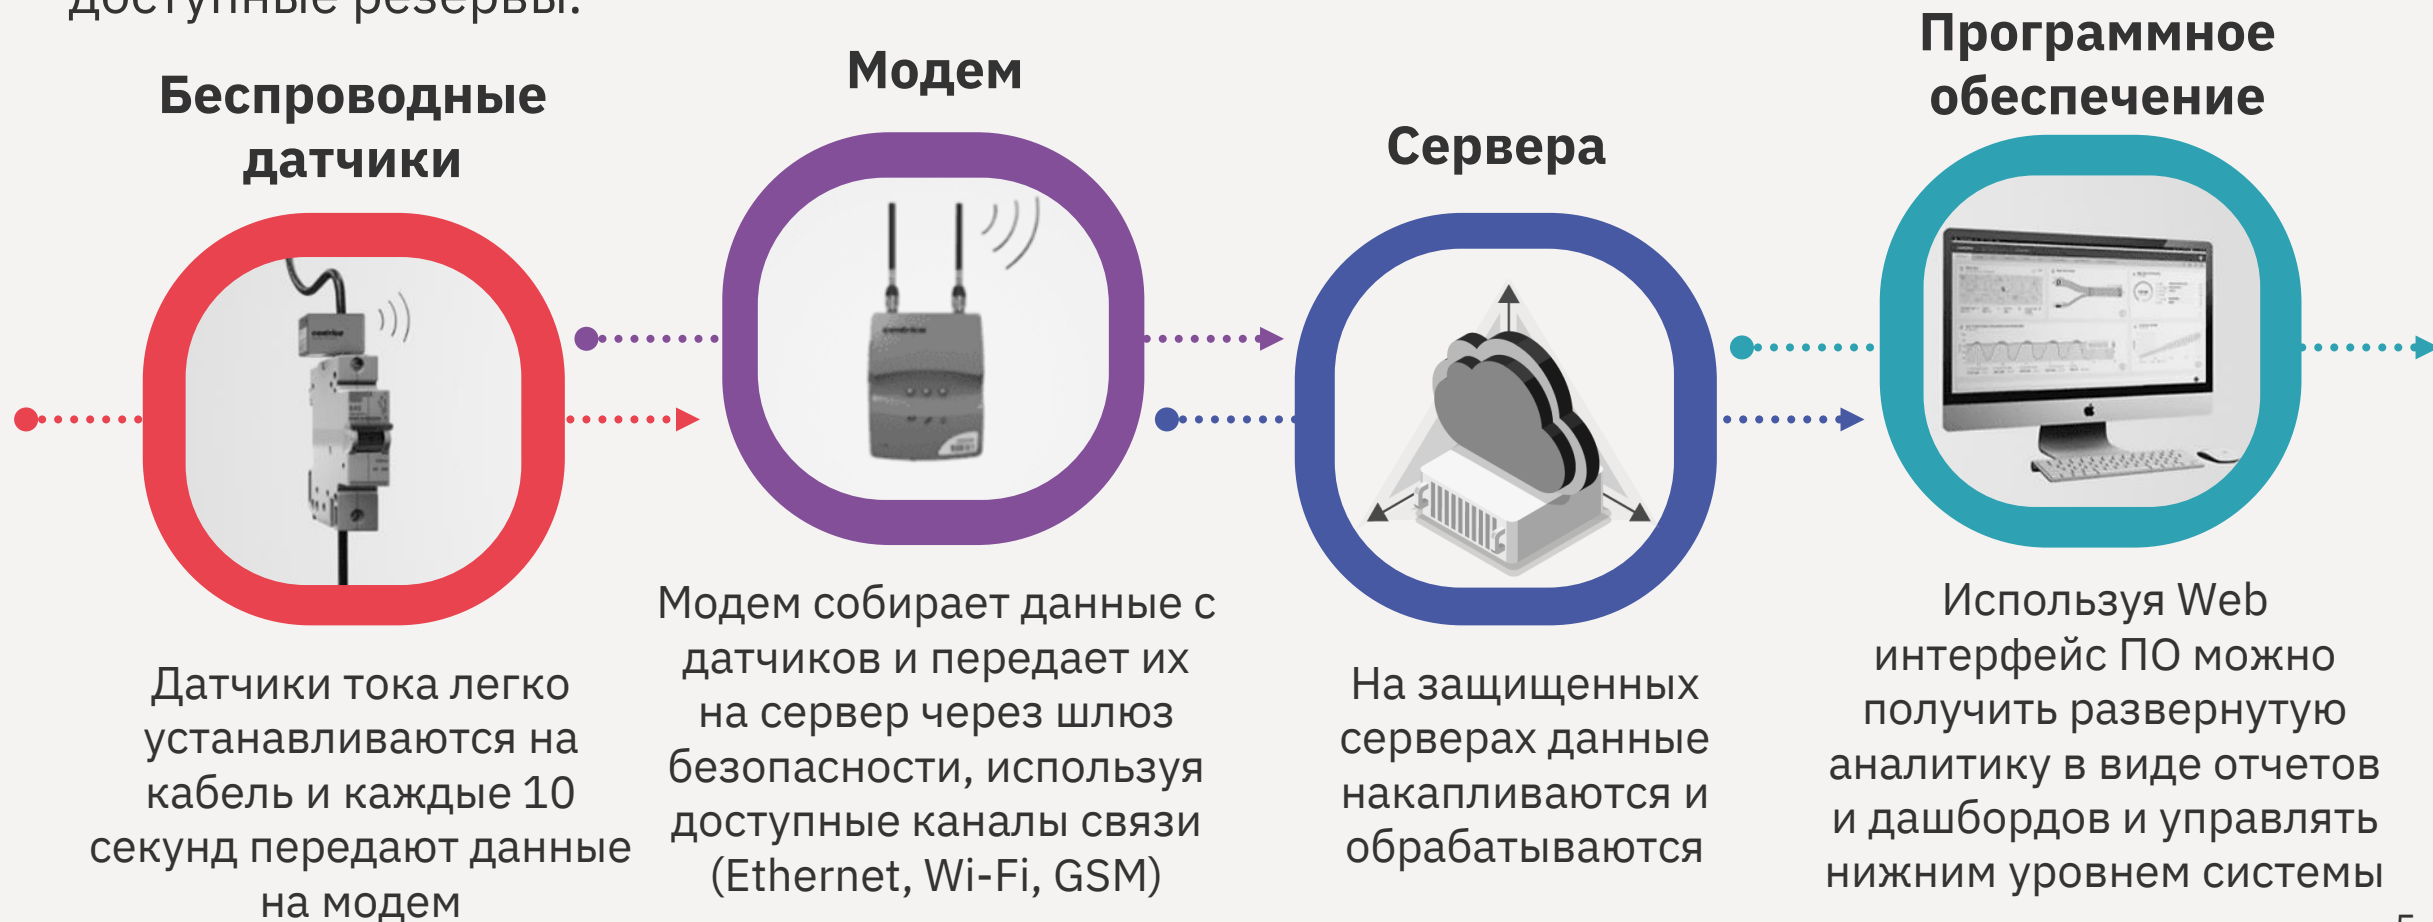 доступные резервы.
Беспроводные
датчики
Датчики тока легко
устанавливаются на
кабель и каждые 10
секунд передают данные
на модем
Модем
Модем собирает данные с
датчиков и передает их
на сервер через шлюз
безопасности, используя
доступные каналы связи
(Ethernet, Wi-Fi, GSM)
Сервера
На защищенных
серверах данные
накапливаются и
обрабатываются
Программное
обеспечение
Используя Web
интерфейс ПО можно
получить развернутую
аналитику в виде отчетов
и дашбордов и управлять
нижним уровнем системы